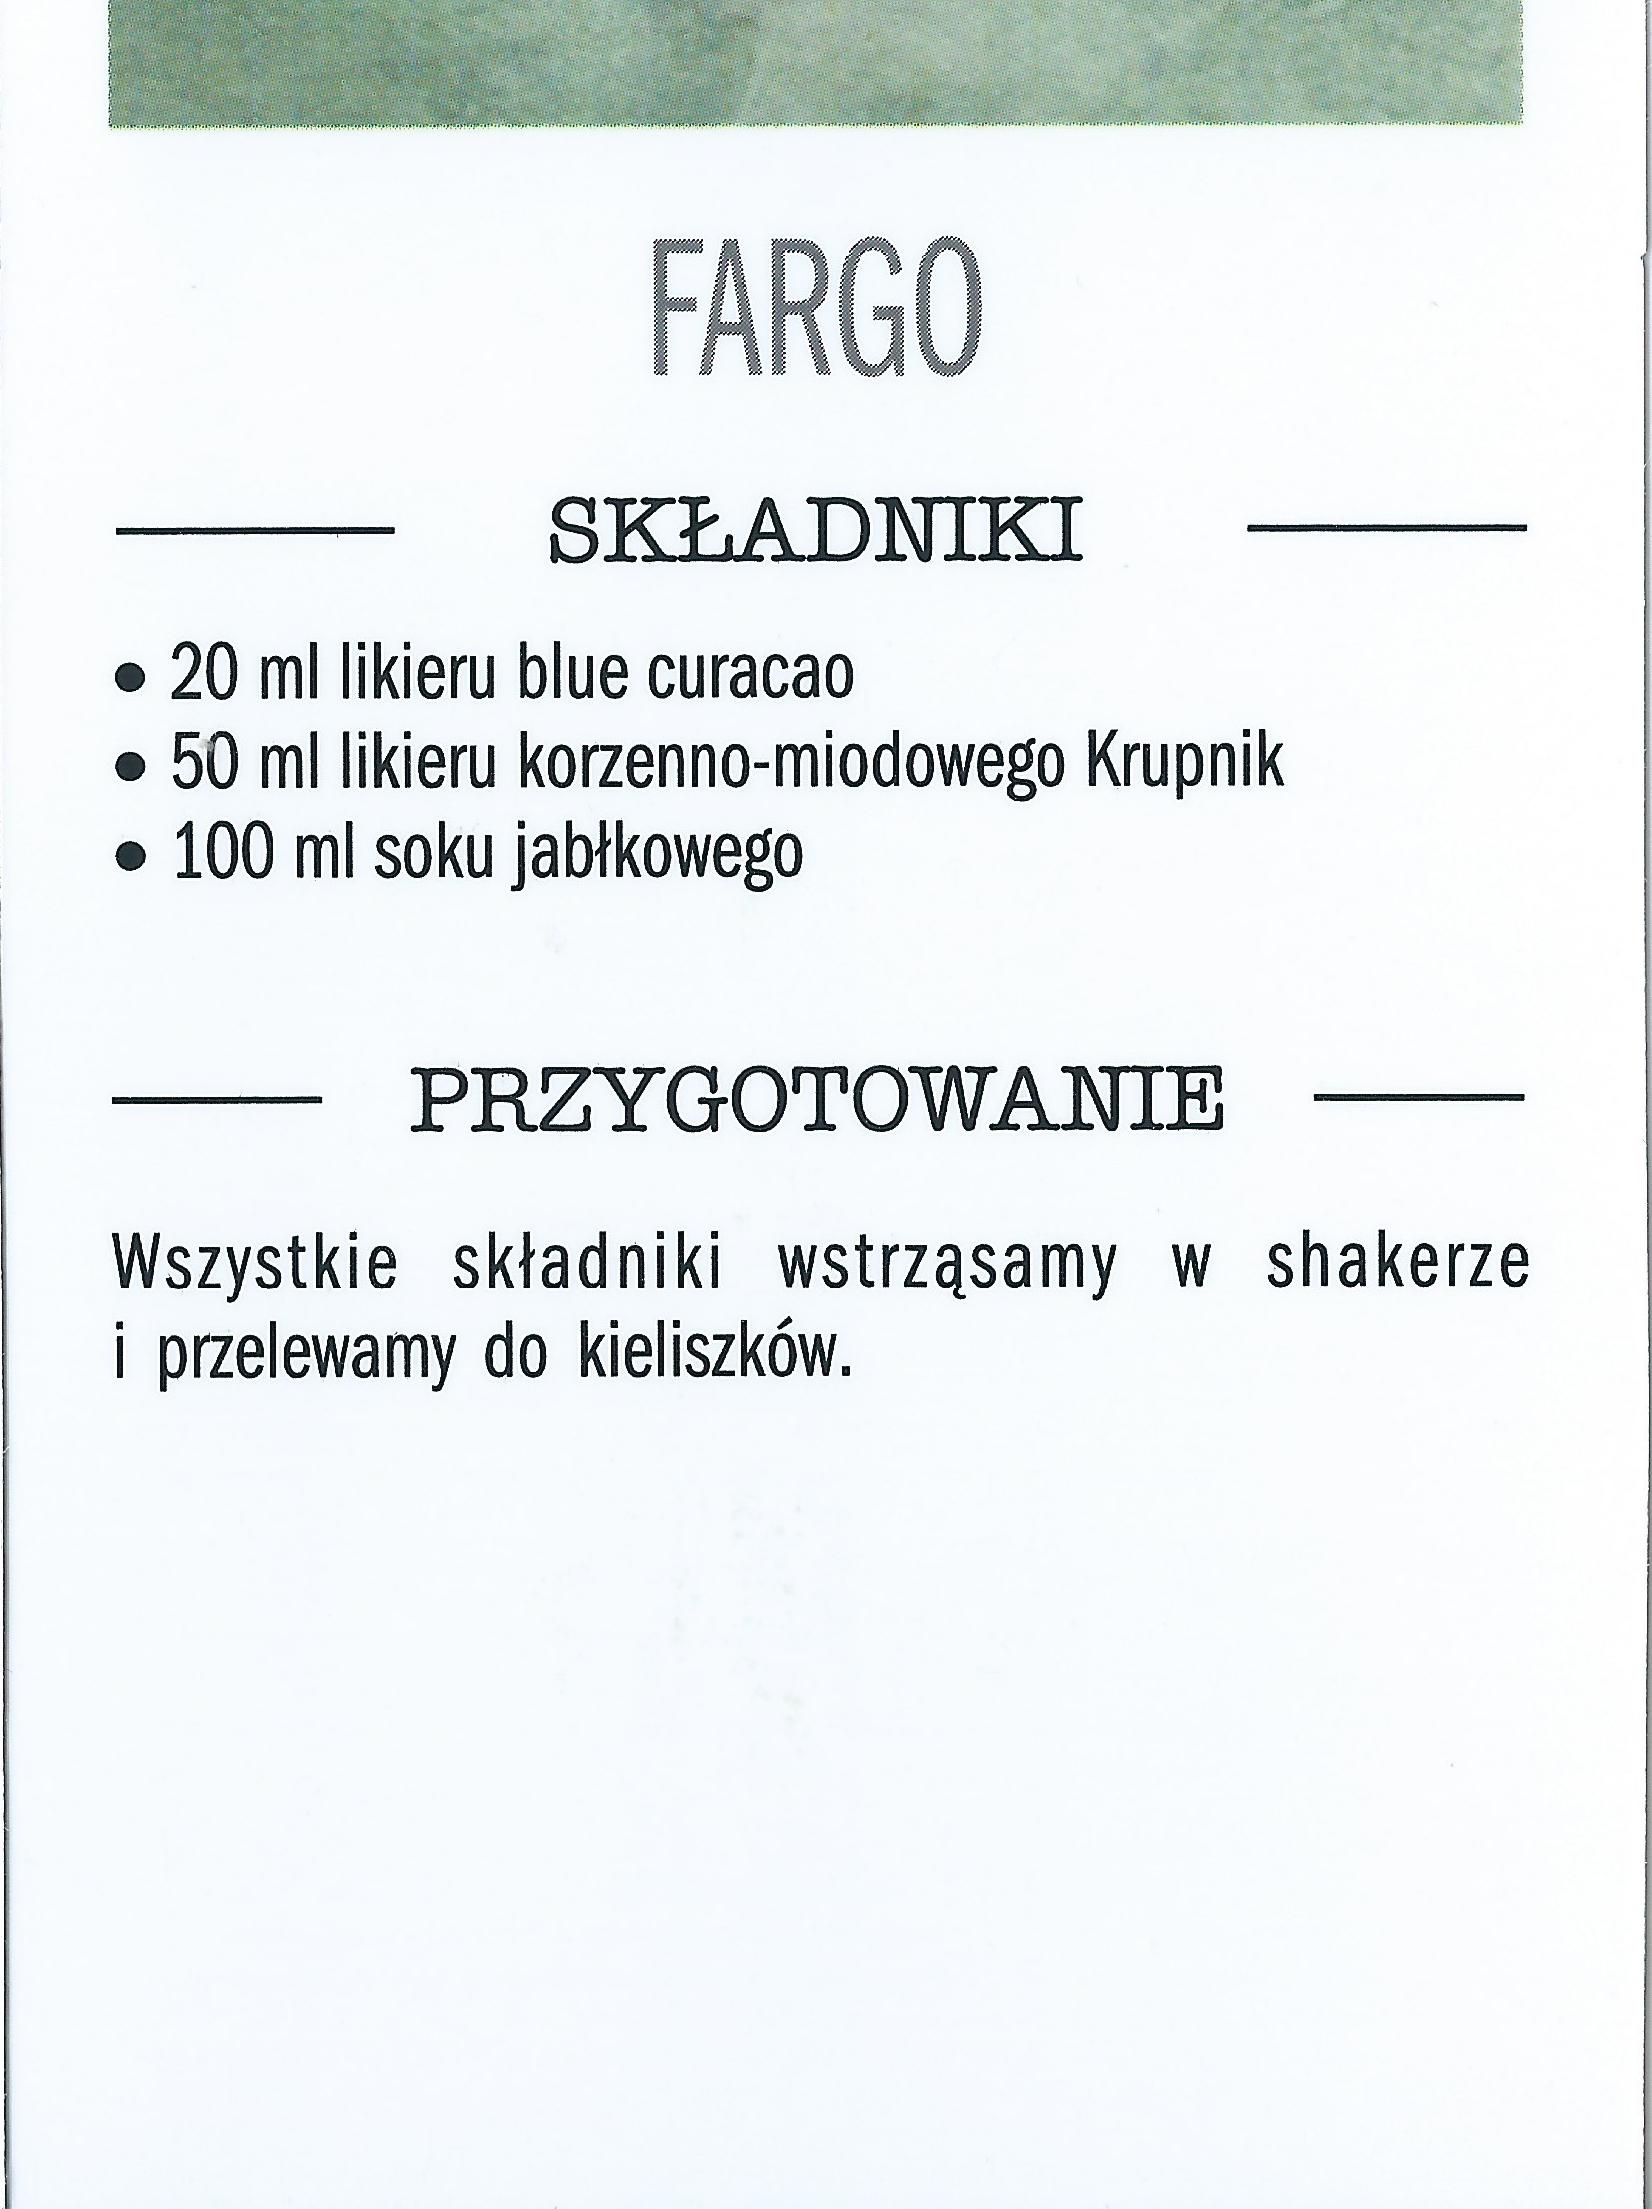 FARGO
SKŁADNIKI
• 20 ml likieru blue curacao
• 50 ml likieru korzenno-miodowego Krupnik
• 100 ml soku jabłkowego
PRZYGOTOWANIE
Wszystkie składniki wstrząsamy w shakerze
i przelewamy do kieliszków.